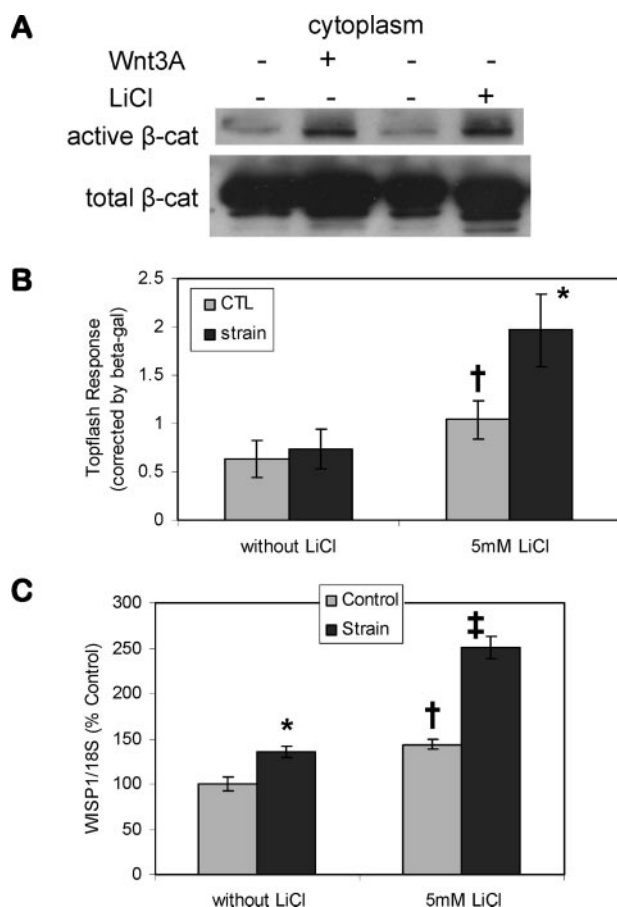 A
cytoplasm
Wnt3A - + - -
LiCl - - - +
active β-cat
total β-cat
B
Topflash Response
(corrected by beta-gal)
2.5
2
1.5
1
0.5
0
CTL
strain
†
*
without LiCl
5mM LiCl
C
WISP1/18S (% Control)
300
250
200
150
100
50
0
Control
Strain
*
†
‡
without LiCl
5mM LiCl